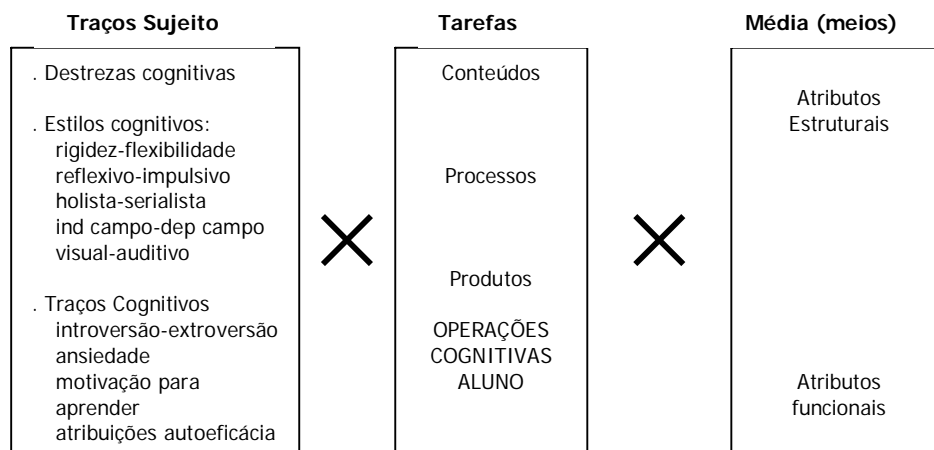 Traços Sujeito
. Destrezas cognitivas
. Estilos cognitivos:
rigidez-flexibilidade
reflexivo-impulsivo
holista-serialista
ind campo-dep campo
visual-auditivo
. Traços Cognitivos
introversão-extroversão
ansiedade
motivação para
aprender
atribuições autoeficácia
Tarefas
Conteúdos
Processos
Produtos
OPERAÇÕES
COGNITIVAS
ALUNO
Média (meios)
Atributos
Estruturais
Atributos
funcionais